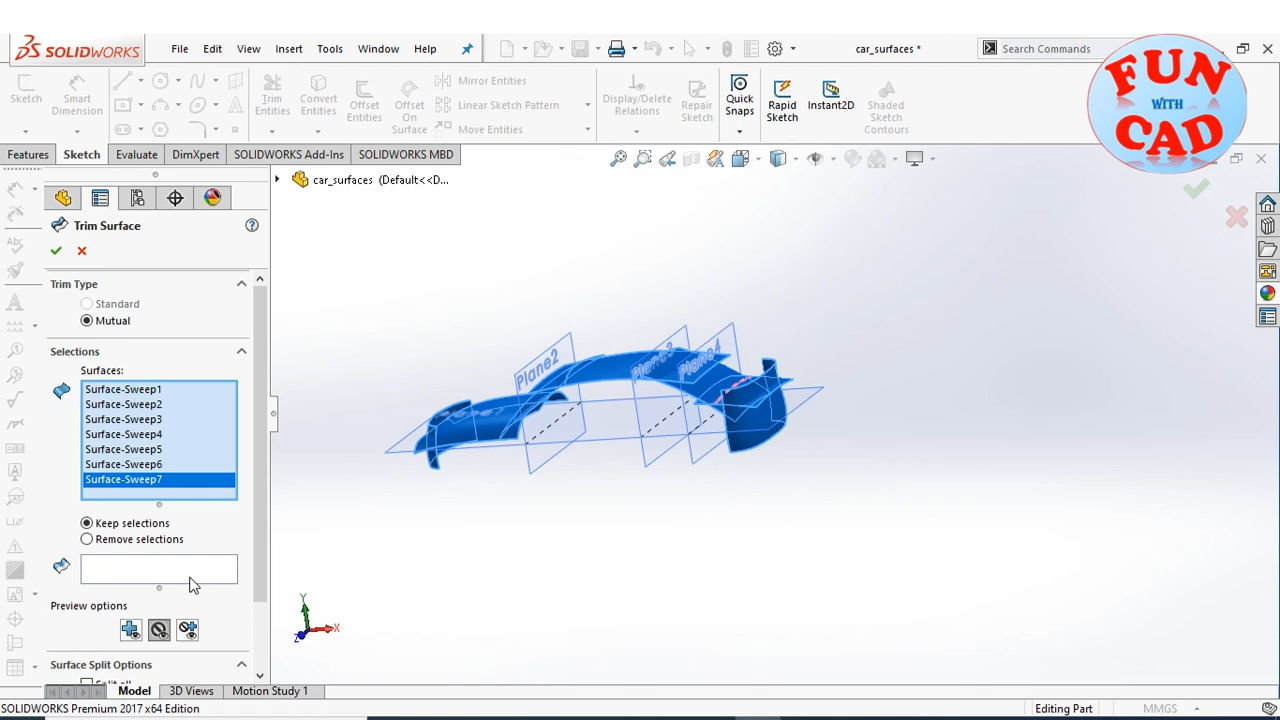 SOLIDWORKS File Edit View Insert Tools Window Help car_surfaces * Search Commands
FUN
WITH
CAD
Sketch Smart Dimension Trim Entities Convert Entities Offset Entities Offset On Surface Mirror Entities Linear Sketch Pattern Move Entities Display/Delete Relations Repair Sketch Quick Snaps Rapid Sketch Instant2D Shaded Sketch Contours
Features Sketch Evaluate DimXpert SOLIDWORKS Add-Ins SOLIDWORKS MBD
car_surfaces (Default<<D...
Trim Surface
Trim Type
Standard
Mutual
Selections
Surfaces:
Surface-Sweep1
Surface-Sweep2
Surface-Sweep3
Surface-Sweep4
Surface-Sweep5
Surface-Sweep6
Surface-Sweep7
Keep selections
Remove selections
Preview options
Surface Split Options
Plane2
Plane3
Plane4
Y
X
Z
Model 3D Views Motion Study 1
SOLIDWORKS Premium 2017 x64 Edition Editing Part MMGS